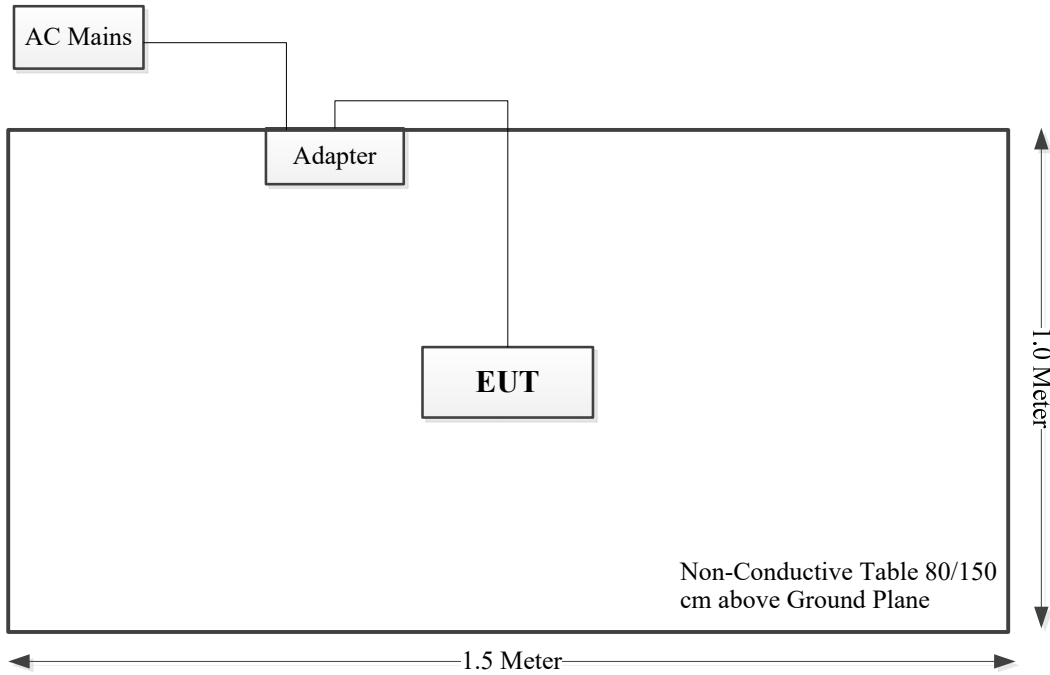 AC Mains
Adapter
EUT
1.0 Meter
Non-Conductive Table 80/150
cm above Ground Plane
1.5 Meter